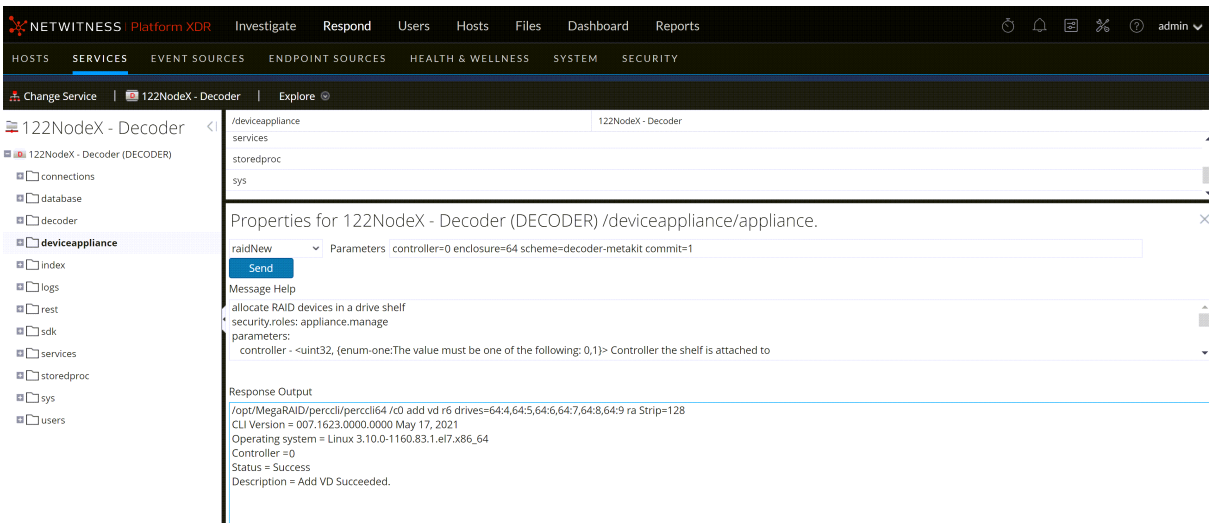 NETWITNESS Platform XDR Investigate Respond Users Hosts Files Dashboard Reports admin
HOSTS SERVICES EVENT SOURCES ENDPOINT SOURCES HEALTH & WELLNESS SYSTEM SECURITY
Change Service | 122NodeX - Decoder | Explore
122NodeX - Decoder
122NodeX - Decoder (DECODER)
connections
database
decoder
deviceappliance
index
logs
rest
sdk
services
storedproc
sys
users
/deviceappliance 122NodeX - Decoder
services
storedproc
sys
Properties for 122NodeX - Decoder (DECODER) /deviceappliance/appliance.
raidNew Parameters controller=0 enclosure=64 scheme=decoder-metakit commit=1
Send
Message Help
allocate RAID devices in a drive shelf
security.roles: appliance.manage
parameters:
controller - <uint32, {enum-one:The value must be one of the following: 0,1}> Controller the shelf is attached to
Response Output
/opt/MegaRAID/perccli/perccli64 /c0 add vd r6 drives=64:4,64:5,64:6,64:7,64:8,64:9 ra Strip=128
CLI Version = 007.1623.0000.0000 May 17, 2021
Operating system = Linux 3.10.0-1160.83.1.el7.x86_64
Controller =0
Status = Success
Description = Add VD Succeeded.